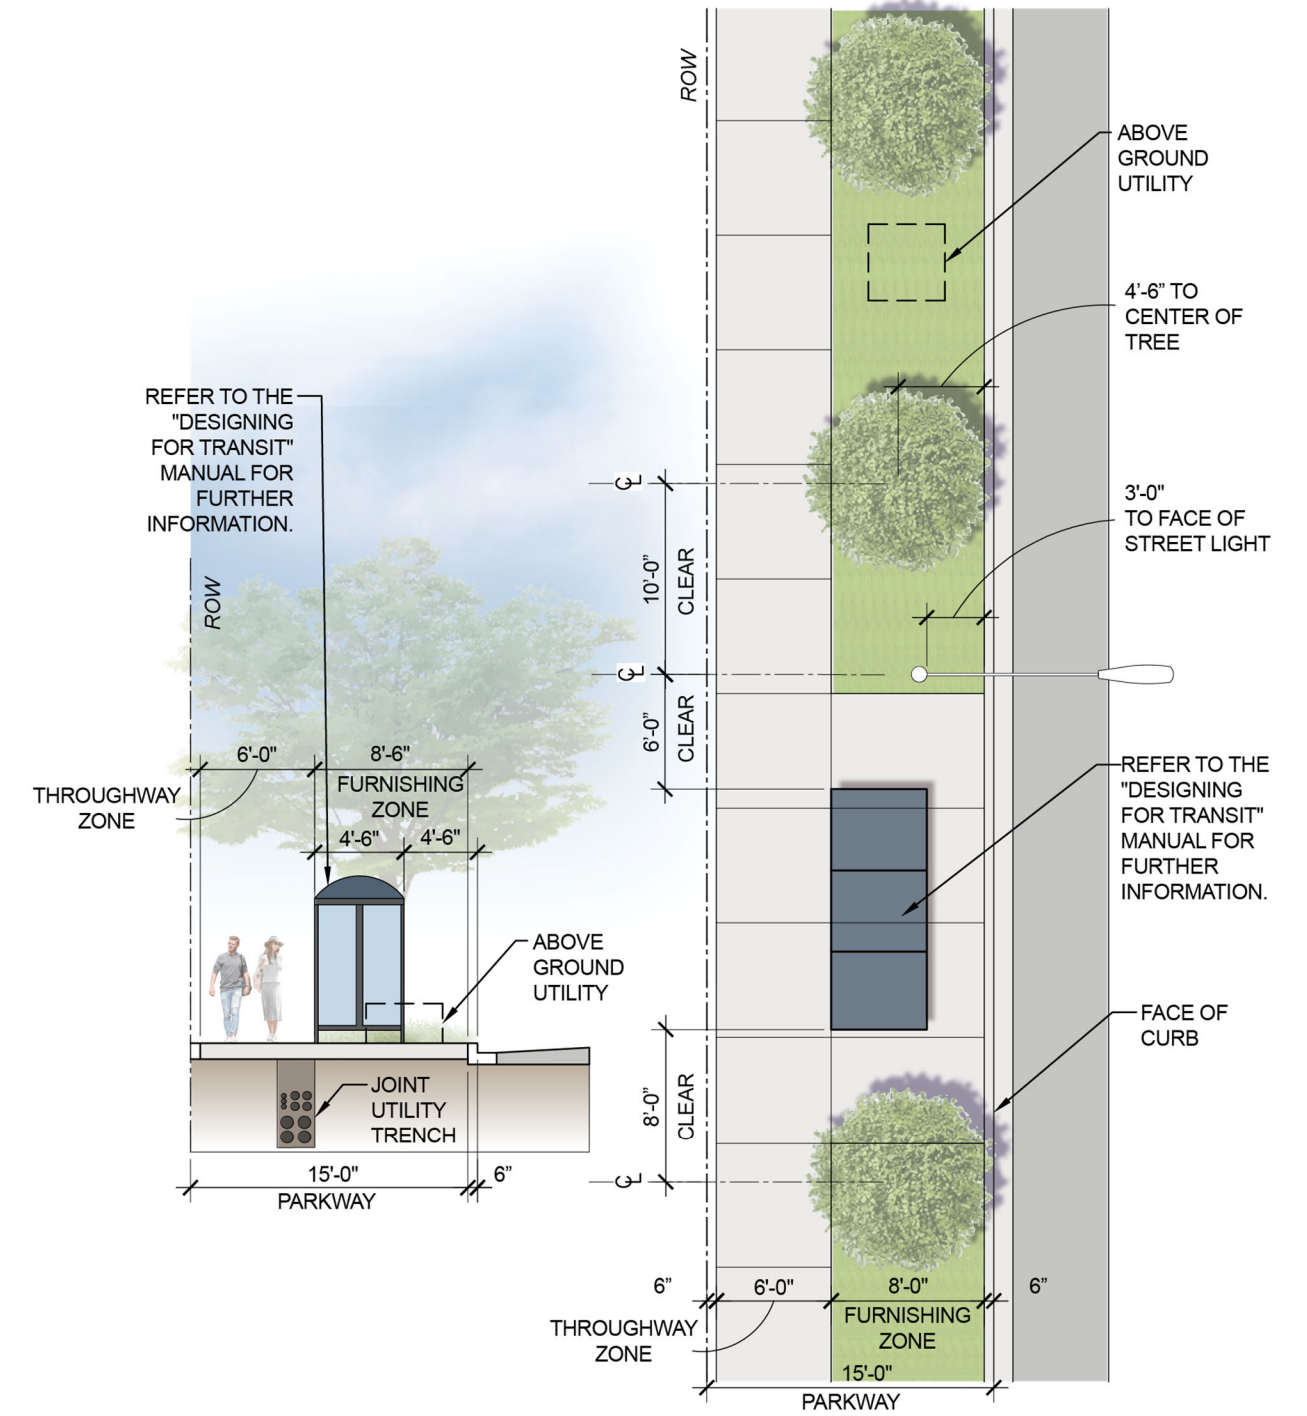 REFER TO THE
"DESIGNING
FOR TRANSIT"
MANUAL FOR
FURTHER
INFORMATION.
ROW
6'-0"
8'-6"
THROUGHWAY
ZONE
FURNISHING
ZONE
4'-6"
4'-6"
ABOVE
GROUND
UTILITY
JOINT
UTILITY
TRENCH
15'-0"
6"
PARKWAY
ROW
ABOVE
GROUND
UTILITY
4'-6” TO
CENTER OF
TREE
CL
10’-0”
CLEAR
3'-0"
TO FACE OF
STREET LIGHT
CL
6’-0”
CLEAR
REFER TO THE
"DESIGNING
FOR TRANSIT"
MANUAL FOR
FURTHER
INFORMATION.
FACE OF
CURB
8’-0”
CLEAR
CL
6”
6'-0"
8'-0"
6”
THROUGHWAY
ZONE
FURNISHING
ZONE
15'-0"
PARKWAY